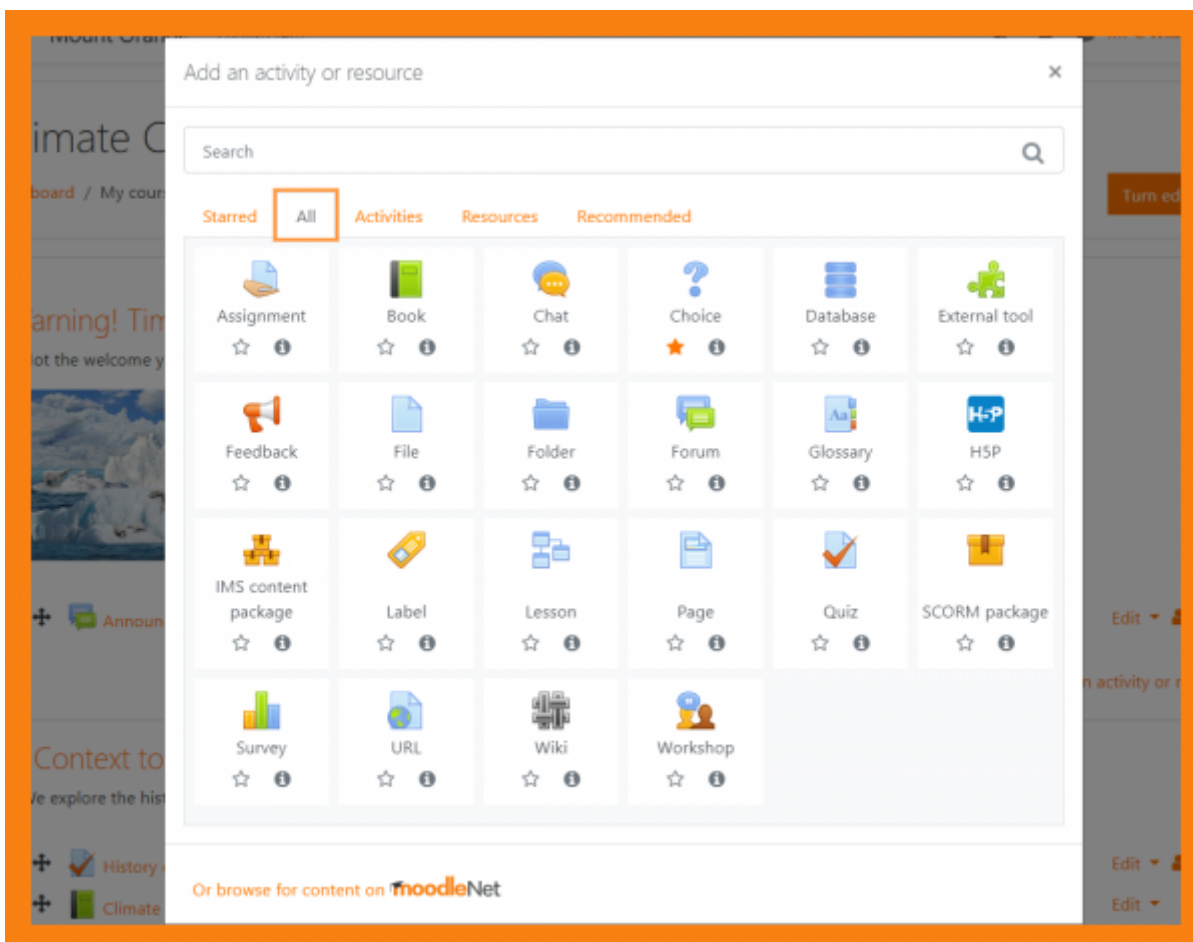 Mount Oran
Add an activity or resource
×
imate C
Search
board / My cour
Turn ed
Starred All Activities Resources Recommended
Assignment Book Chat Choice Database External tool
arning! Tim
ot the welcome y
Feedback File Folder Forum Glossary H5P
IMS content
package Label Lesson Page Quiz SCORM package
Announ
Edit
n activity or r
Survey URL Wiki Workshop
Context to
e explore the hist
History
Edit
Or browse for content on moodleNet
Climate
Edit